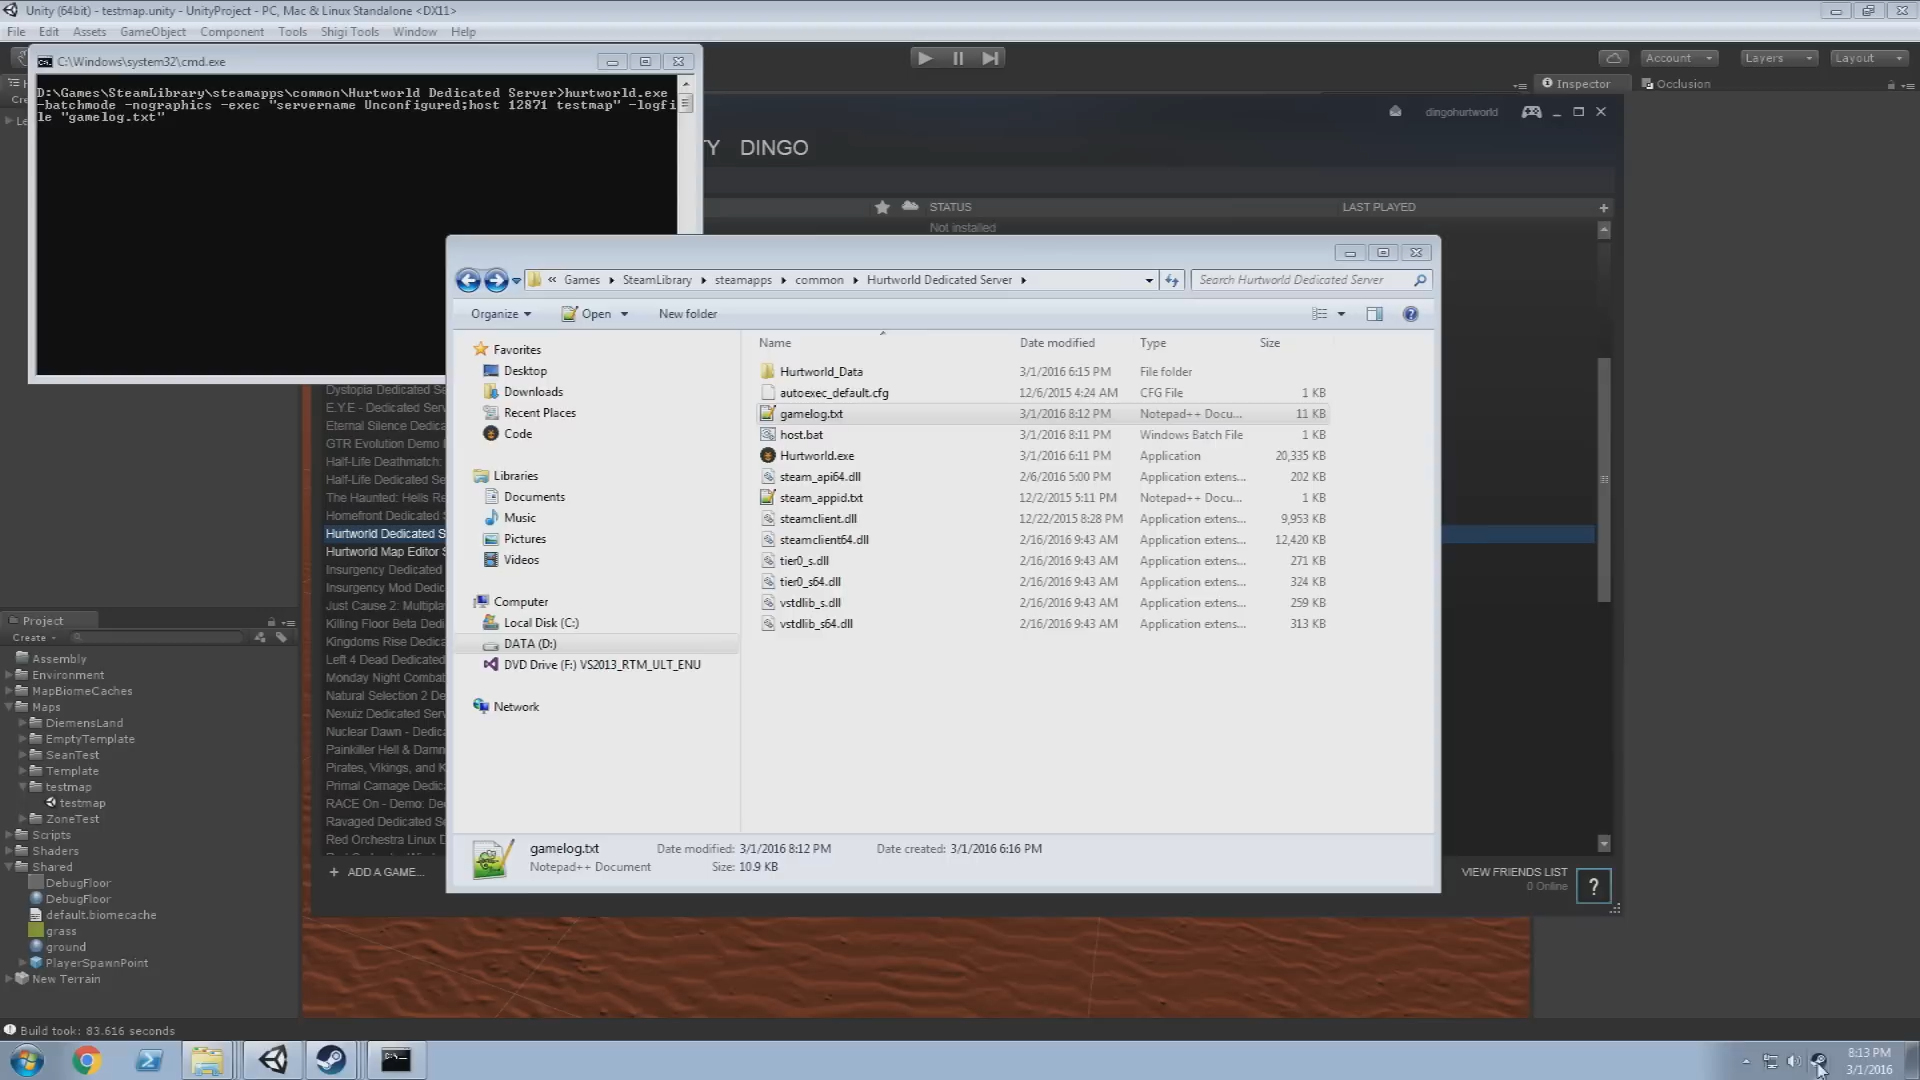 Unity (64bit) - testmap.unity - UnityProject - PC, Mac & Linux Standalone <DX11>
File Edit Assets GameObject Component Tools Shigi Tools Window Help
Account Layers Layout
C:\Windows\system32\cmd.exe
D:\Games\SteamLibrary\steamapps\common\Hurtworld Dedicated Server>hurtworld.exe
-batchmode -nographics -exec "servername Unconfigured;host 12871 testmap" -logfi
le "gamelog.txt"
Inspector Occlusion
dingohurtworld
TY DINGO
STATUS LAST PLAYED
Not installed
« Games SteamLibrary steamapps common Hurtworld Dedicated Server
Search Hurtworld Dedicated Server
Organize Open New folder
Favorites
Desktop
Downloads
Recent Places
Code
Libraries
Documents
Music
Pictures
Videos
Computer
Local Disk (C:)
DATA (D:)
DVD Drive (F:) VS2013_RTM_ULT_ENU
Network
Name Date modified Type Size
Hurtworld_Data 3/1/2016 6:15 PM File folder
autoexec_default.cfg 12/6/2015 4:24 AM CFG File 1 KB
gamelog.txt 3/1/2016 8:12 PM Notepad++ Docu... 11 KB
host.bat 3/1/2016 8:11 PM Windows Batch File 1 KB
Hurtworld.exe 3/1/2016 6:11 PM Application 20,335 KB
steam_api64.dll 2/6/2016 5:00 PM Application extens... 202 KB
steam_appid.txt 12/2/2015 5:11 PM Notepad++ Docu... 1 KB
steamclient.dll 12/22/2015 8:28 PM Application extens... 9,953 KB
steamclient64.dll 2/16/2016 9:43 AM Application extens... 12,420 KB
tier0_s.dll 2/16/2016 9:43 AM Application extens... 271 KB
tier0_s64.dll 2/16/2016 9:43 AM Application extens... 324 KB
vstdlib_s.dll 2/16/2016 9:43 AM Application extens... 259 KB
vstdlib_s64.dll 2/16/2016 9:43 AM Application extens... 313 KB
gamelog.txt Date modified: 3/1/2016 8:12 PM Date created: 3/1/2016 6:16 PM
Notepad++ Document Size: 10.9 KB
Dystopia Dedicated Se
E.Y.E - Dedicated Serv
Eternal Silence Dedica
GTR Evolution Demo
Half-Life Deathmatch:
Half-Life Dedicated Se
The Haunted: Hells Re
Homefront Dedicated
Hurtworld Dedicated S
Hurtworld Map Editor S
Insurgency Dedicated
Insurgency Mod Dedic
Just Cause 2: Multipla
Killing Floor Beta Dedi
Kingdoms Rise Dedica
Left 4 Dead Dedicated
Monday Night Combat
Natural Selection 2 De
Nexuiz Dedicated Serv
Nuclear Dawn - Dedica
Painkiller Hell & Damn
Pirates, Vikings, and K
Primal Carnage Dedica
RACE On - Demo: De
Ravaged Dedicated Se
Red Orchestra Linux D
+ ADD A GAME...
VIEW FRIENDS LIST
0 Online
?
Project
Create
Assembly
Environment
MapBiomeCaches
Maps
DiemensLand
EmptyTemplate
SeanTest
Template
testmap
testmap
ZoneTest
Scripts
Shaders
Shared
DebugFloor
DebugFloor
default.biomecache
grass
ground
PlayerSpawnPoint
New Terrain
Build took: 83.616 seconds
8:13 PM
3/1/2016